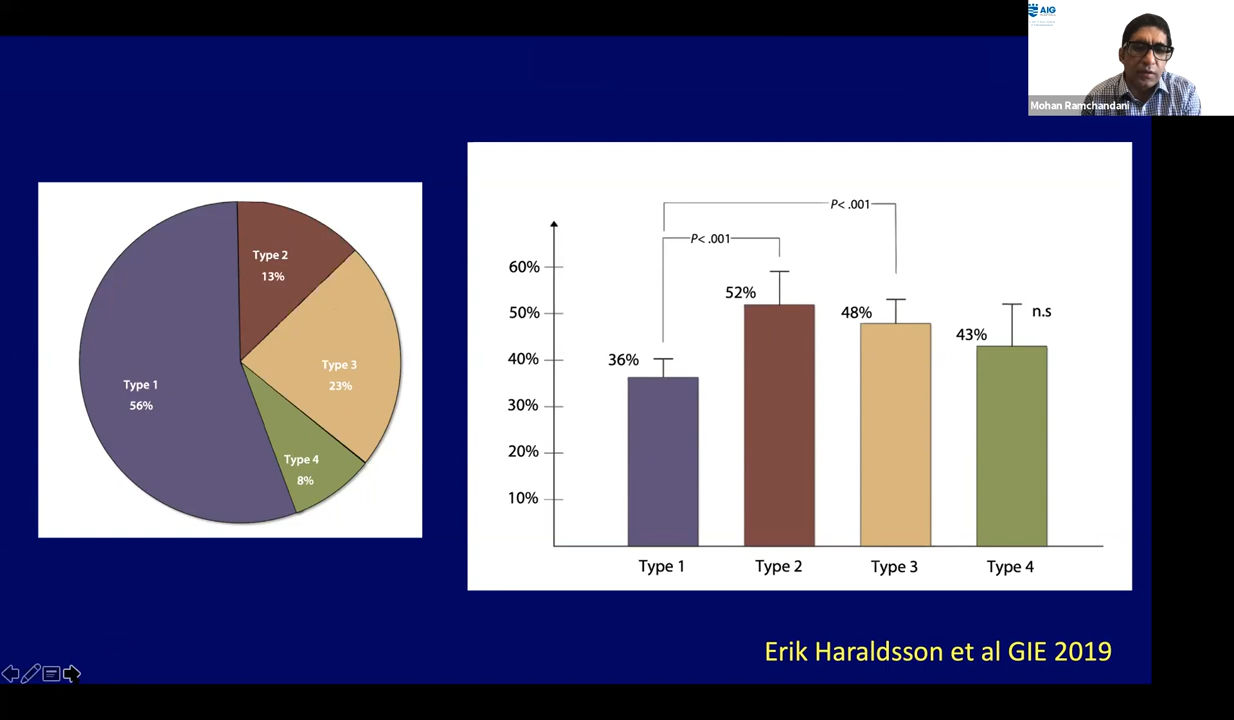 AIG
Mohan Ramchandani
Type 1
56%
Type 2
13%
Type 3
23%
Type 4
8%
P< .001
P< .001
60%
50%
40%
30%
20%
10%
36%
52%
48%
43%
n.s
Type 1
Type 2
Type 3
Type 4
Erik Haraldsson et al GIE 2019